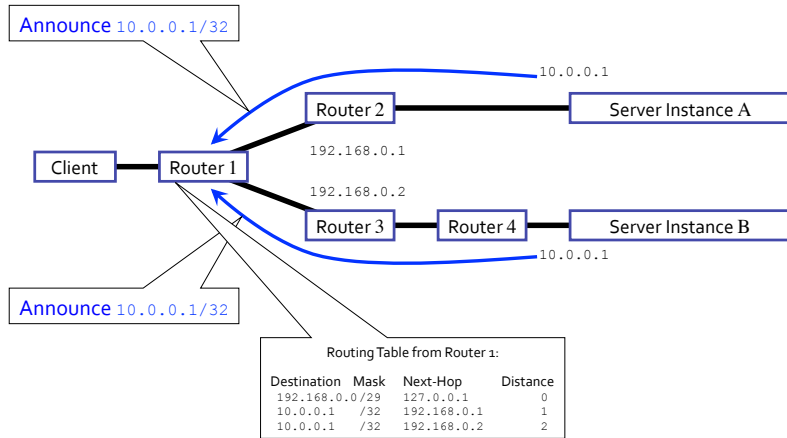 Announce 10.0.0.1/32
10.0.0.1
Router 2
Server Instance A
192.168.0.1
Client
Router 1
192.168.0.2
Router 3
Router 4
Server Instance B
10.0.0.1
Announce 10.0.0.1/32
Routing Table from Router 1:
Destination Mask Next-Hop Distance
192.168.0.0/29 127.0.0.1 0
10.0.0.1 /32 192.168.0.1 1
10.0.0.1 /32 192.168.0.2 2